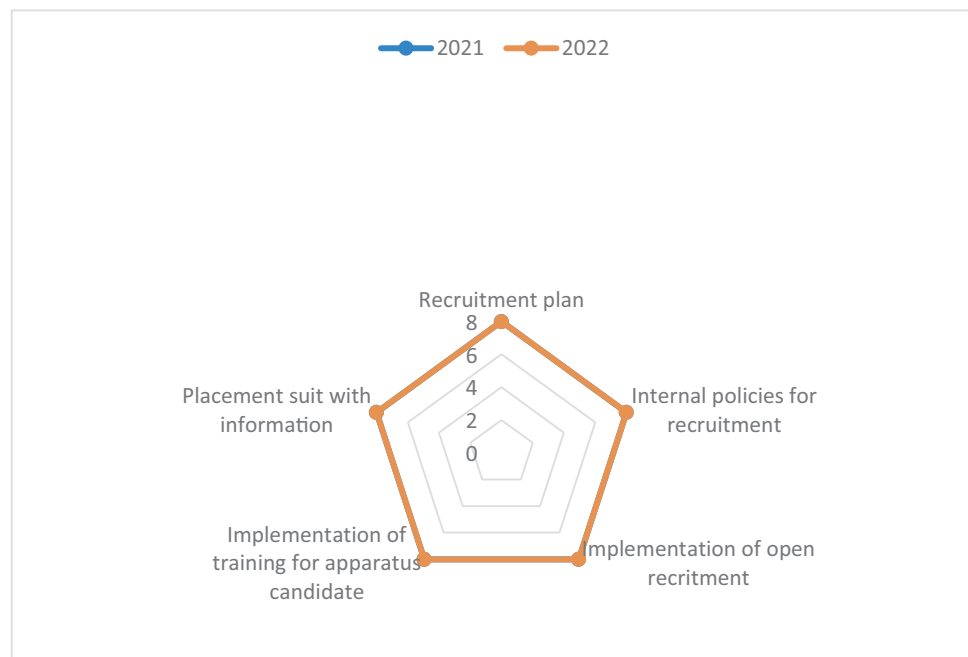 2021 2022
Recruitment plan
8
6
4
2
0
Internal policies for
recruitment
Implementation of open
recritment
Implementation of
training for apparatus
candidate
Placement suit with
information